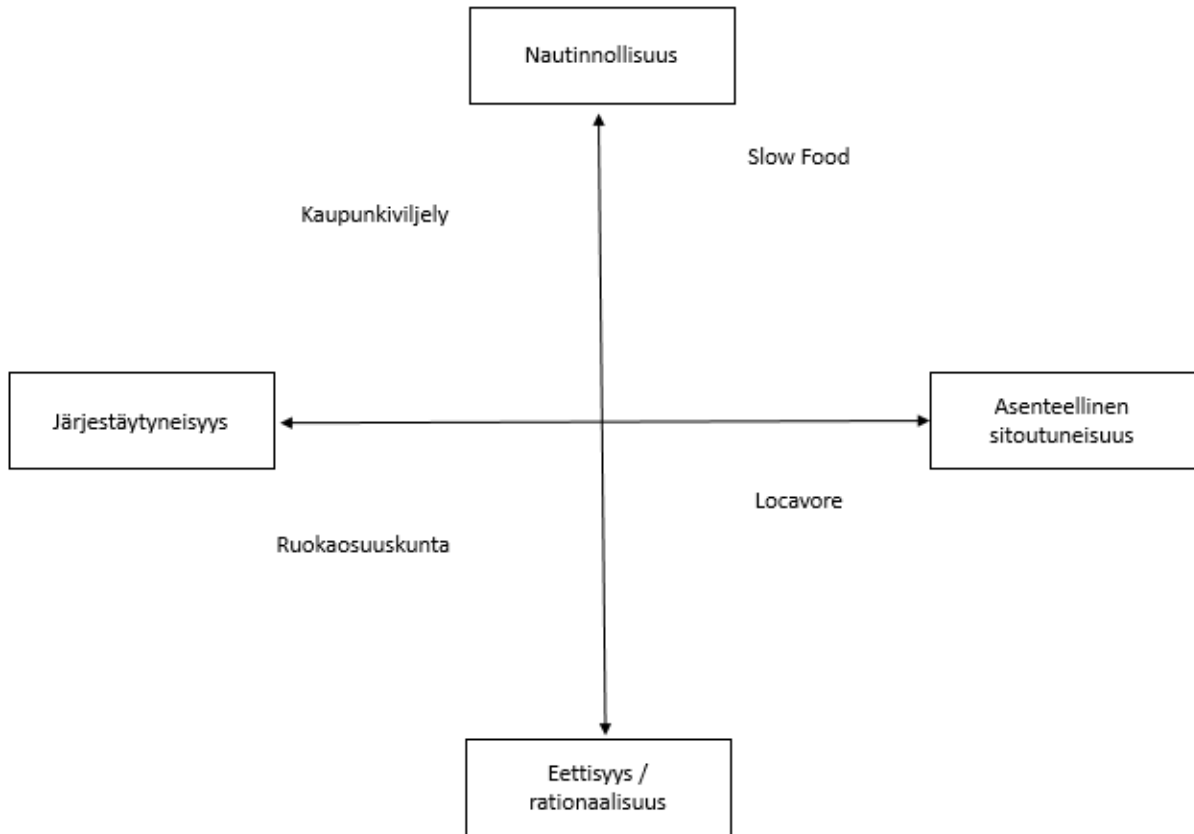 Nautinnollisuus
Slow Food
Kaupunkiviljely
Järjestäytyneisyys
Asenteellinen
sitoutuneisuus
Locavore
Ruokaosuuskunta
Eettisyys /
rationaalisuus